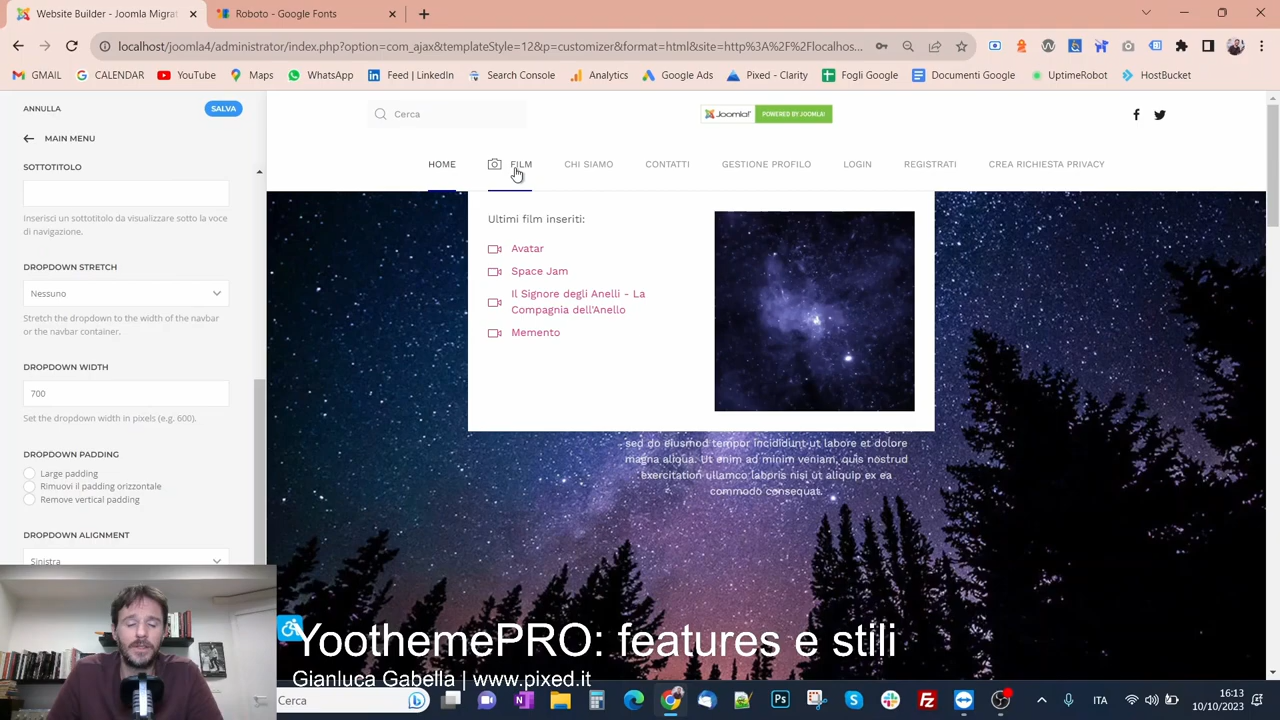 Joomla! - Webidoo Migrat
Joomla Fonts
localhost/joomla4/administrator/index.php?option=com_ajax&templateStyle=12&p=customizer&format=html&site=http%3A%2F%2Flocalhos...
GMAIL
CALENDAR
YouTube
Maps
WhatsApp
Feed | LinkedIn
Search Console
Analytics
Google Ads
Pixed - Clarity
Fogli Google
Documenti Google
UptimeRobot
HostBucket
ANNULLA
SALVA
MAIN MENU
SOTTOTITOLO
Inserisci un sottotitolo da visualizzare sotto la voce
di navigazione.
DROPDOWN STRETCH
Nessuno
Stretch the dropdown to the width of the navbar
or the navbar container.
DROPDOWN WIDTH
700
Set the dropdown width in pixels (e.g. 600).
DROPDOWN PADDING
Large padding
Rimuovi il padding orizzontale
Remove vertical padding
DROPDOWN ALIGNMENT
Sinistra
Cerca
Joomla!
POWERED BY JOOMLA!
HOME
FILM
CHI SIAMO
CONTATTI
GESTIONE PROFILO
LOGIN
REGISTRATI
CREA RICHIESTA PRIVACY
Ultimi film inseriti:
Avatar
Space Jam
Il Signore degli Anelli - La
Compagnia dell'Anello
Memento
sed do eiusmod tempor incididunt ut labore et dolore
magna aliqua. Ut enim ad minim veniam, quis nostrud
exercitation ullamco laboris nisi ut aliquip ex ea
commodo consequat.
YoothemePRO: features e stili
Gianluca Gabella | www.pixed.it
Cerca
ITA
16:13
10/10/2023